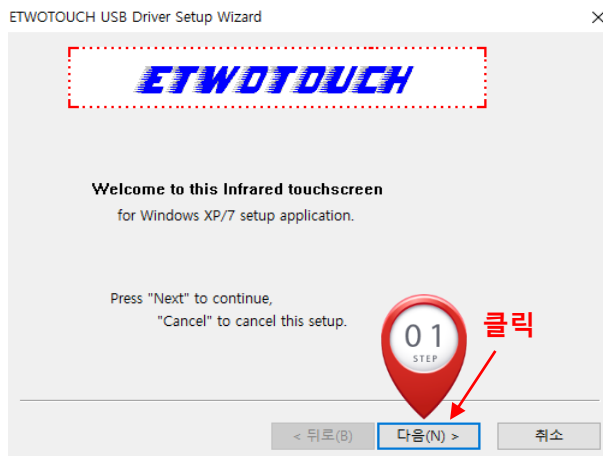 ETWOTOUCH USB Driver Setup Wizard
ETWOTOUCH
Welcome to this Infrared touchscreen
for Windows XP/7 setup application.
Press "Next" to continue,
"Cancel" to cancel this setup.
01
STEP
클릭
< 뒤로(B)
다음(N) >
취소